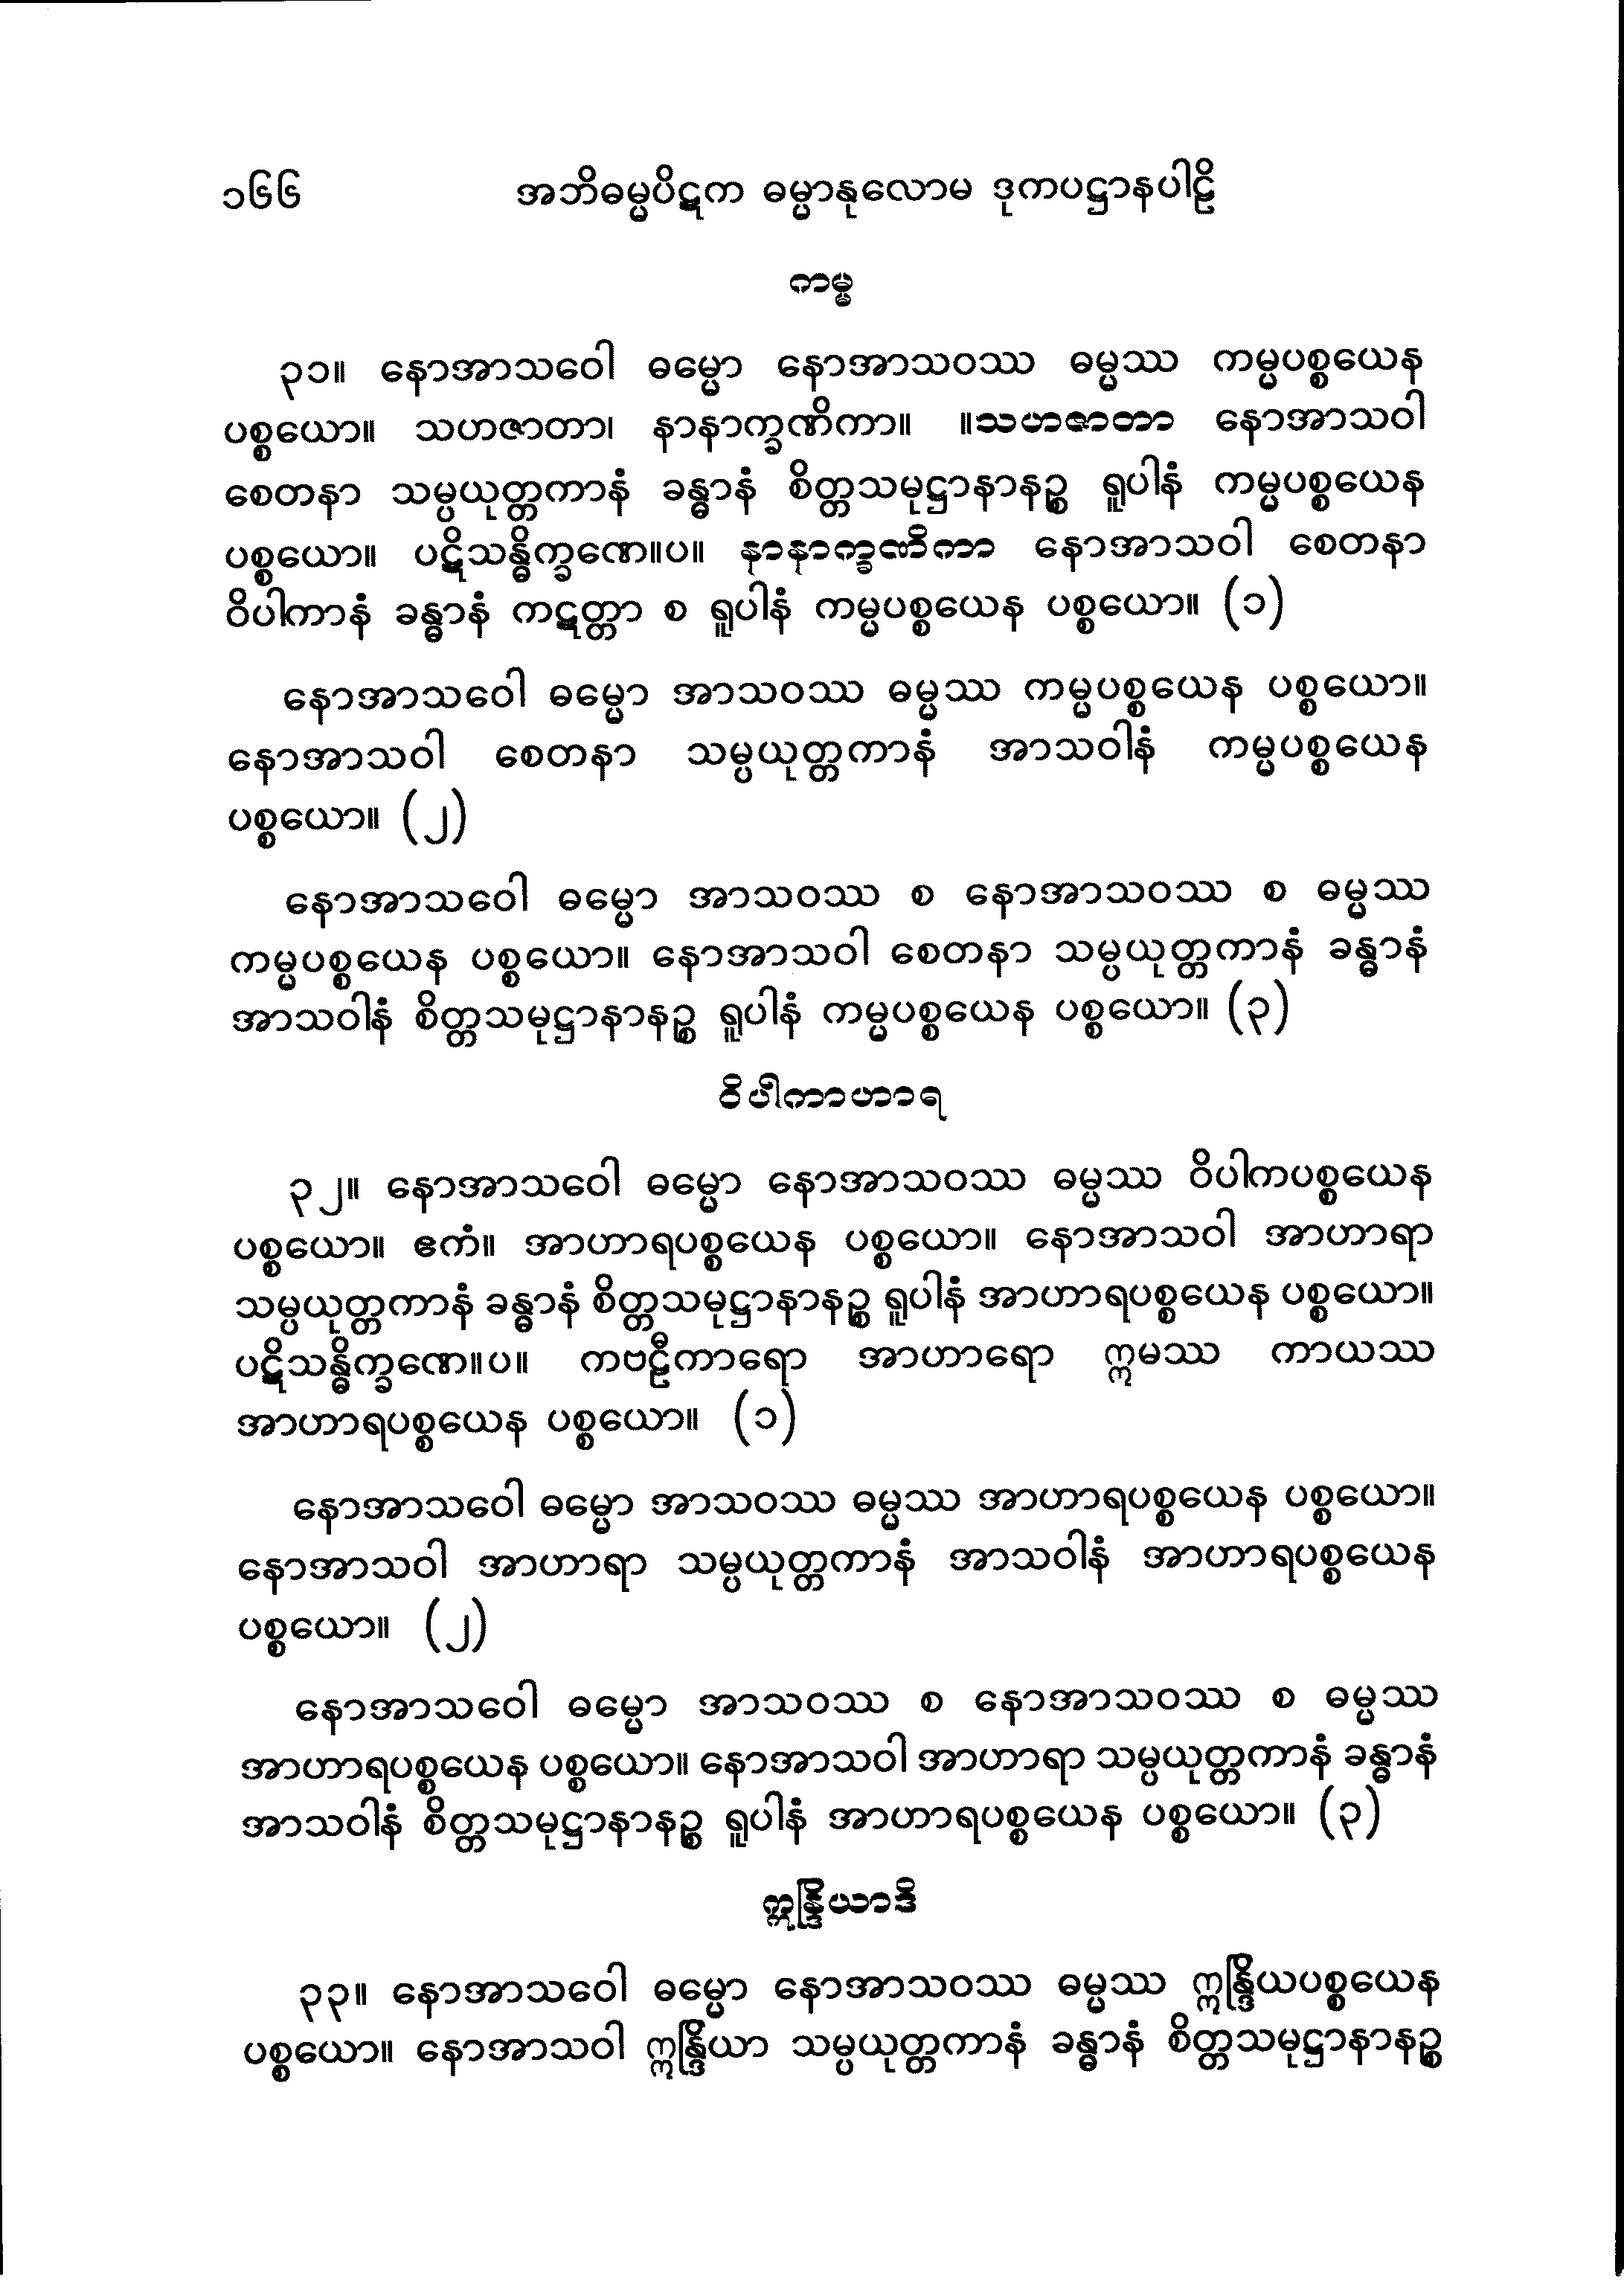 ၁၆၆ အဘိဓမ္မပိဋက ဓမ္မာနုလောမ ဒုကပဋ္ဌာနပါဠိ
ကမ္မ
၃၁။ နောအာသဝေါ ဓမ္မော နောအာသဝဿ ဓမ္မဿ ကမ္မပစ္စယေန
ပစ္စယော။ သဟဇာတာ၊ နာနာက္ခဏိကာ။ ။သဟဇာတာ နောအာသဝါ
စေတနာ သမ္ပယုတ္တကာနံ ခန္ဓာနံ စိတ္တသမုဋ္ဌာနာနဉ္စ ရူပါနံ ကမ္မပစ္စယေန
ပစ္စယော။ ပဋိသန္ဓိက္ခဏေ။ပ။ နာနာက္ခဏိကာ နောအာသဝါ စေတနာ
ဝိပါကာနံ ခန္ဓာနံ ကဋတ္တာ စ ရူပါနံ ကမ္မပစ္စယေန ပစ္စယော။ (၁)
နောအာသဝေါ ဓမ္မော အာသဝဿ ဓမ္မဿ ကမ္မပစ္စယေန ပစ္စယော။
နောအာသဝါ စေတနာ သမ္ပယုတ္တကာနံ အာသဝါနံ ကမ္မပစ္စယေန
ပစ္စယော။ (၂)
နောအာသဝေါ ဓမ္မော အာသဝဿ စ နောအာသဝဿ စ ဓမ္မဿ
ကမ္မပစ္စယေန ပစ္စယော။ နောအာသဝါ စေတနာ သမ္ပယုတ္တကာနံ ခန္ဓာနံ
အာသဝါနံ စိတ္တသမုဋ္ဌာနာနဉ္စ ရူပါနံ ကမ္မပစ္စယေန ပစ္စယော။ (၃)
ဝိပါကာဟာရ
၃၂။ နောအာသဝေါ ဓမ္မော နောအာသဝဿ ဓမ္မဿ ဝိပါကပစ္စယေန
ပစ္စယော။ ဧကံ။ အာဟာရပစ္စယေန ပစ္စယော။ နောအာသဝါ အာဟာရာ
သမ္ပယုတ္တကာနံ ခန္ဓာနံ စိတ္တသမုဋ္ဌာနာနဉ္စ ရူပါနံ အာဟာရပစ္စယေန ပစ္စယော။
ပဋိသန္ဓိက္ခဏေ။ပ။ ကဗဠီကာရော အာဟာရော ဣမဿ ကာယဿ
အာဟာရပစ္စယေန ပစ္စယော။ (၁)
နောအာသဝေါ ဓမ္မော အာသဝဿ ဓမ္မဿ အာဟာရပစ္စယေန ပစ္စယော။
နောအာသဝါ အာဟာရာ သမ္ပယုတ္တကာနံ အာသဝါနံ အာဟာရပစ္စယေန
ပစ္စယော။ (၂)
နောအာသဝေါ ဓမ္မော အာသဝဿ စ နောအာသဝဿ စ ဓမ္မဿ
အာဟာရပစ္စယေန ပစ္စယော။ နောအာသဝါ အာဟာရာ သမ္ပယုတ္တကာနံ ခန္ဓာနံ
အာသဝါနံ စိတ္တသမုဋ္ဌာနာနဉ္စ ရူပါနံ အာဟာရပစ္စယေန ပစ္စယော။ (၃)
ဣန္ဒြိယာဒိ
၃၃။ နောအာသဝေါ ဓမ္မော နောအာသဝဿ ဓမ္မဿ ဣန္ဒြိယပစ္စယေန
ပစ္စယော။ နောအာသဝါ ဣန္ဒြိယာ သမ္ပယုတ္တကာနံ ခန္ဓာနံ စိတ္တသမုဋ္ဌာနာနဉ္စ